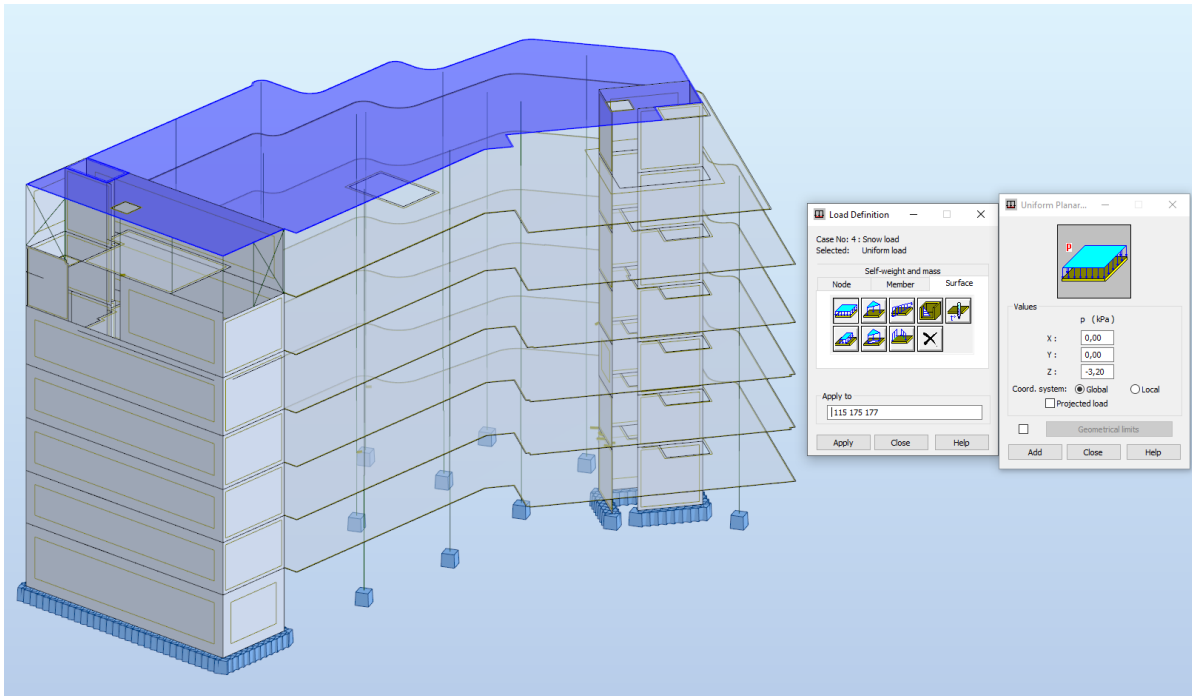 Load Definition
Case No: 4 : Snow load
Selected: Uniform load
Self-weight and mass
Node Member Surface
Apply to
115 175 177
Apply Close Help
Uniform Planar...
P
Values
p (kPa)
X : 0,00
Y : 0,00
Z : -3,20
Coord. system: Global Local
Projected load
Geometrical limits
Add Close Help